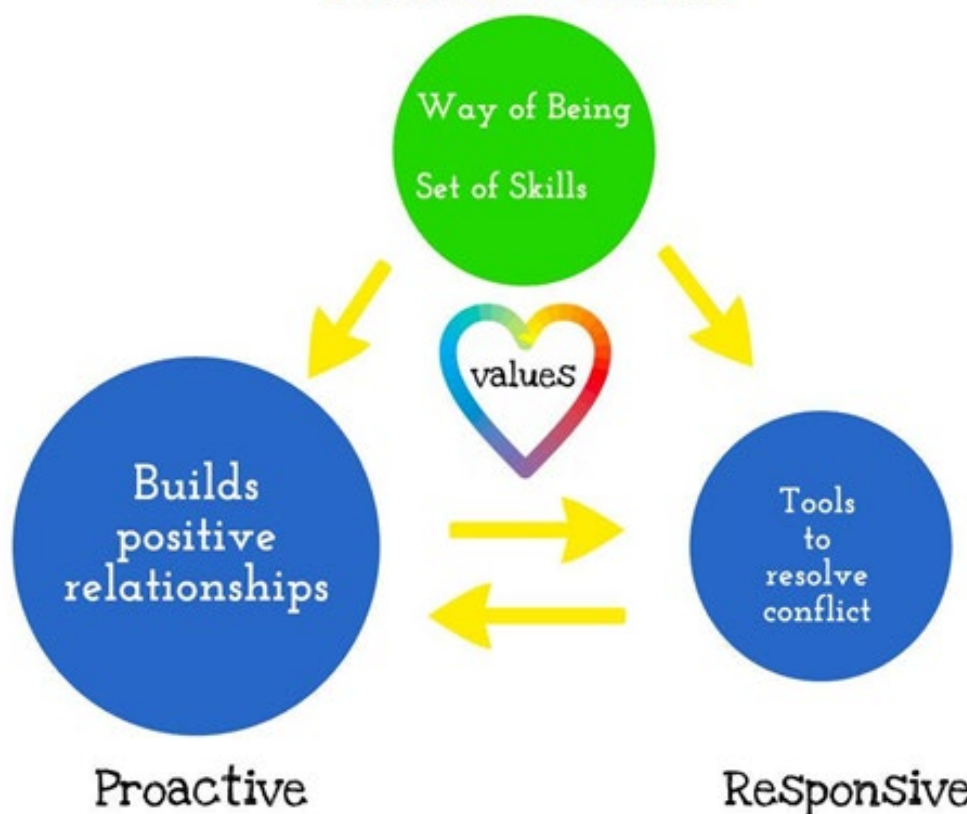 Way of Being
Set of Skills
values
Builds
positive
relationships
Tools
to
resolve
conflict
Proactive
Responsive